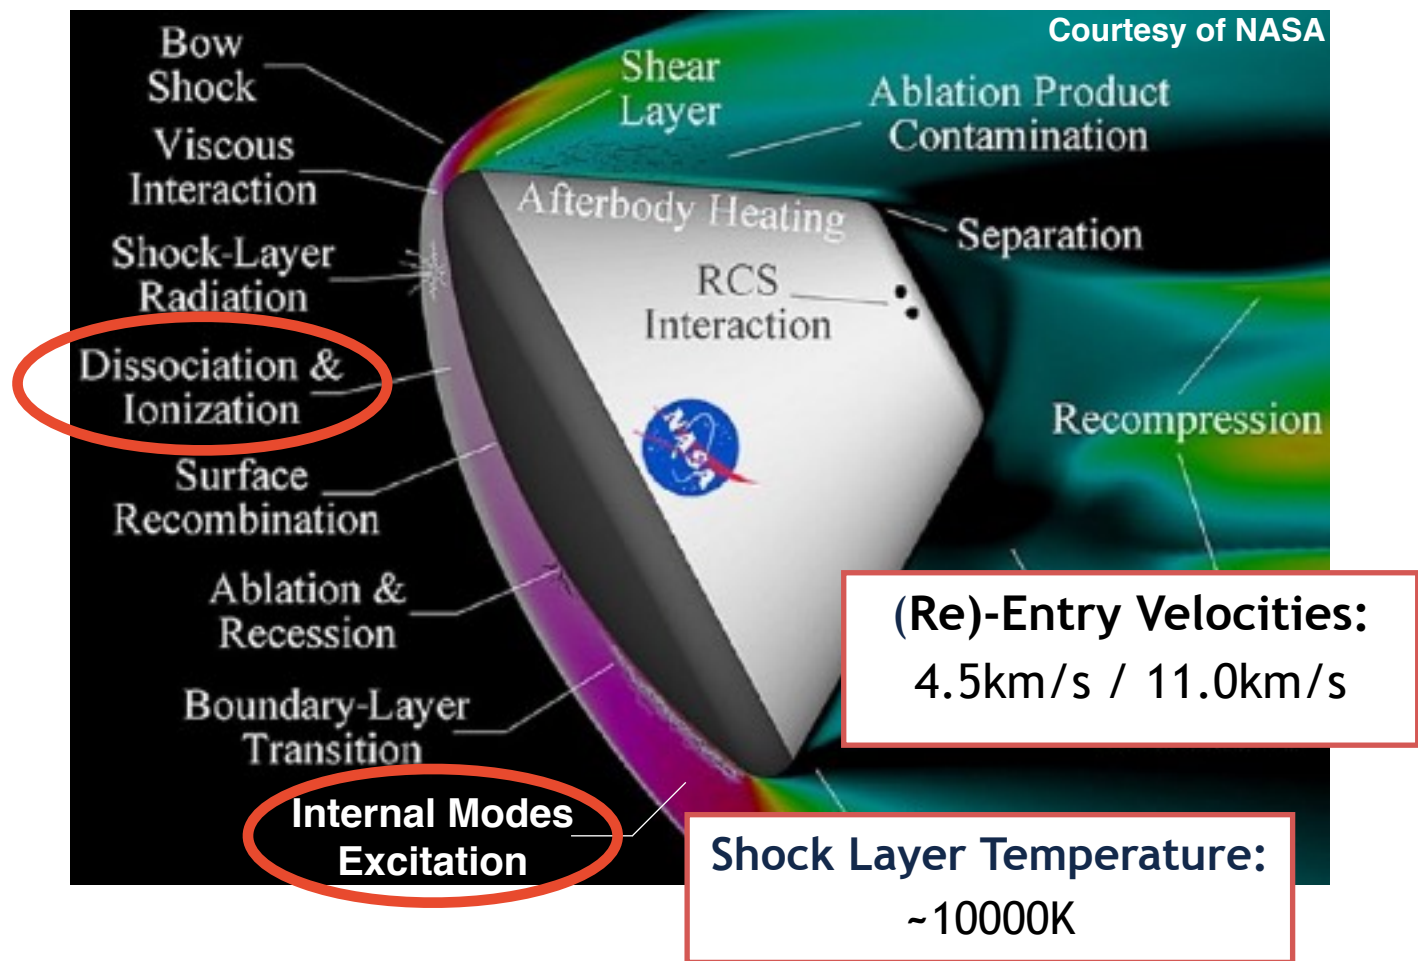 Courtesy of NASA
Bow
Shock
Shear
Layer
Ablation Product
Contamination
Viscous
Interaction
Afterbody Heating
Separation
Shock-Layer
Radiation
RCS
Interaction
Dissociation &
Ionization
NASA
Recompression
Surface
Recombination
Ablation &
Recession
(Re)-Entry Velocities:
4.5km/s / 11.0km/s
Boundary-Layer
Transition
Internal Modes
Excitation
Shock Layer Temperature:
~10000K